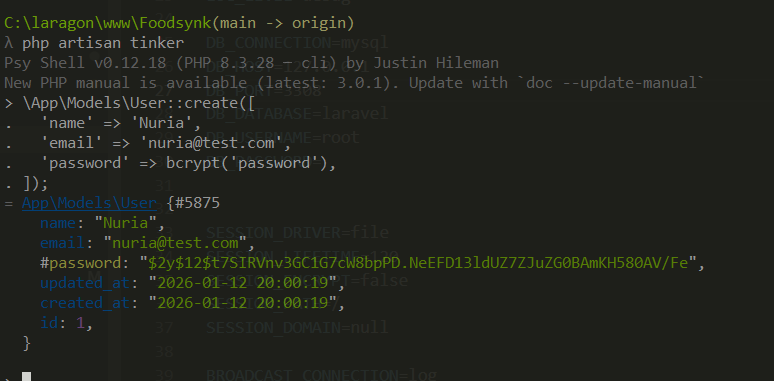 C:\laragon\www\Foodsynk(main -> origin)
λ php artisan tinker
DB_CONNECTION=mysql
Psy Shell v0.12.18 (PHP 8.3.28 — cli) by Justin Hileman
New PHP manual is available (latest: 3.0.1). Update with `doc --update-manual`
> \App\Models\User::create([
DB_DATABASE=laravel
. 'name' => 'Nuria',
DB_USERNAME=root
. 'email' => 'nuria@test.com',
. 'password' => bcrypt('password'),
. ]);
= App\Models\User {#5875
name: "Nuria",
SESSION_DRIVER=file
email: "nuria@test.com",
#password: "$2y$12$t7SIRVnv3GC1G7cW8bpPD.NeEFD13ldUZ7ZJuZG0BAmKH580AV/Fe",
updated_at: "2026-01-12 20:00:19",
created_at: "2026-01-12 20:00:19",
id: 1,
37 SESSION_DOMAIN=null
}
38
39 BROADCAST_CONNECTION=log